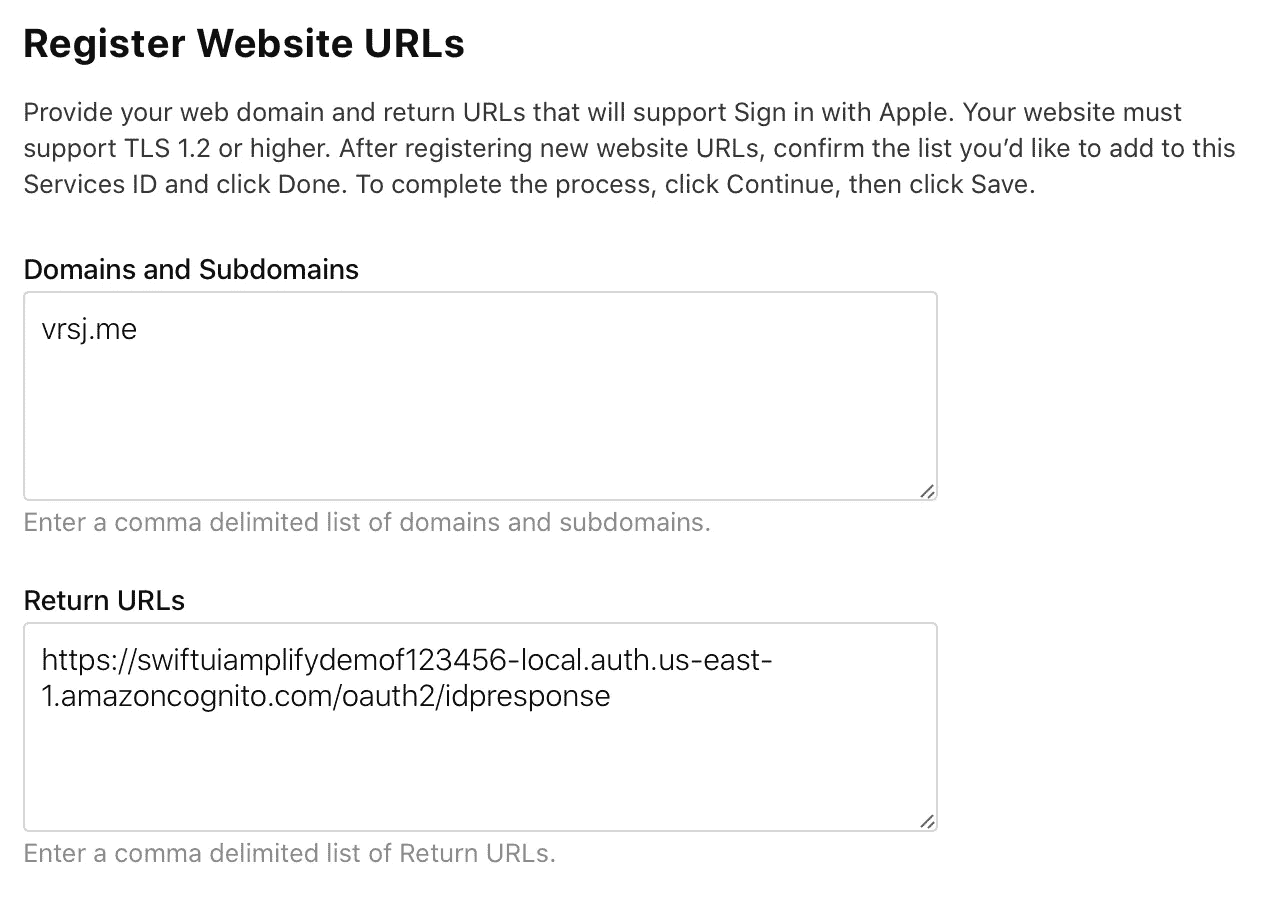 Register Website URLs
Provide your web domain and return URLs that will support Sign in with Apple. Your website must
support TLS 1.2 or higher. After registering new website URLs, confirm the list you’d like to add to this
Services ID and click Done. To complete the process, click Continue, then click Save.
Domains and Subdomains
vrsj.me
Enter a comma delimited list of domains and subdomains.
Return URLs
https://swiftuiamplifydemof123456-local.auth.us-east-
1.amazoncognito.com/oauth2/idpresponse
Enter a comma delimited list of Return URLs.